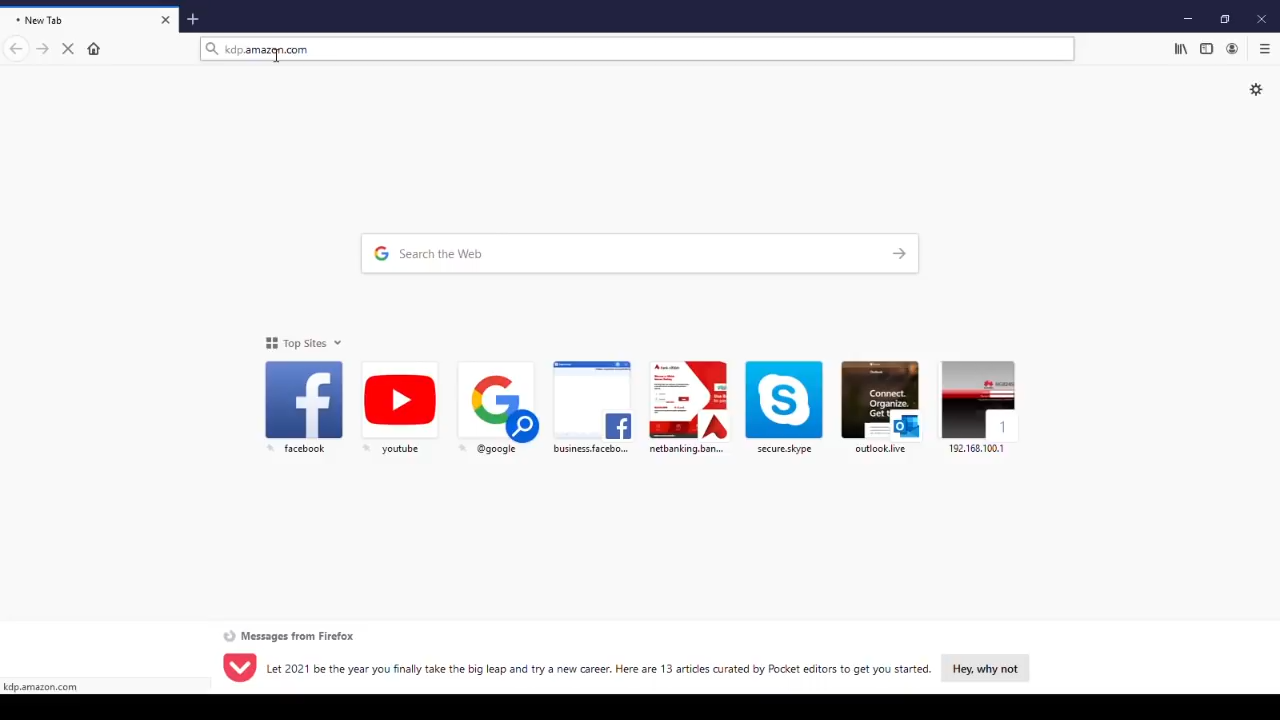 New Tab
kdp.amazon.com
Search the Web
Top Sites
facebook
youtube
@google
business.facebo...
netbanking.ban...
secure.skype
outlook.live
192.168.100.1
Connect.
Organize.
1
Messages from Firefox
Let 2021 be the year you finally take the big leap and try a new career. Here are 13 articles curated by Pocket editors to get you started.
Hey, why not
kdp.amazon.com